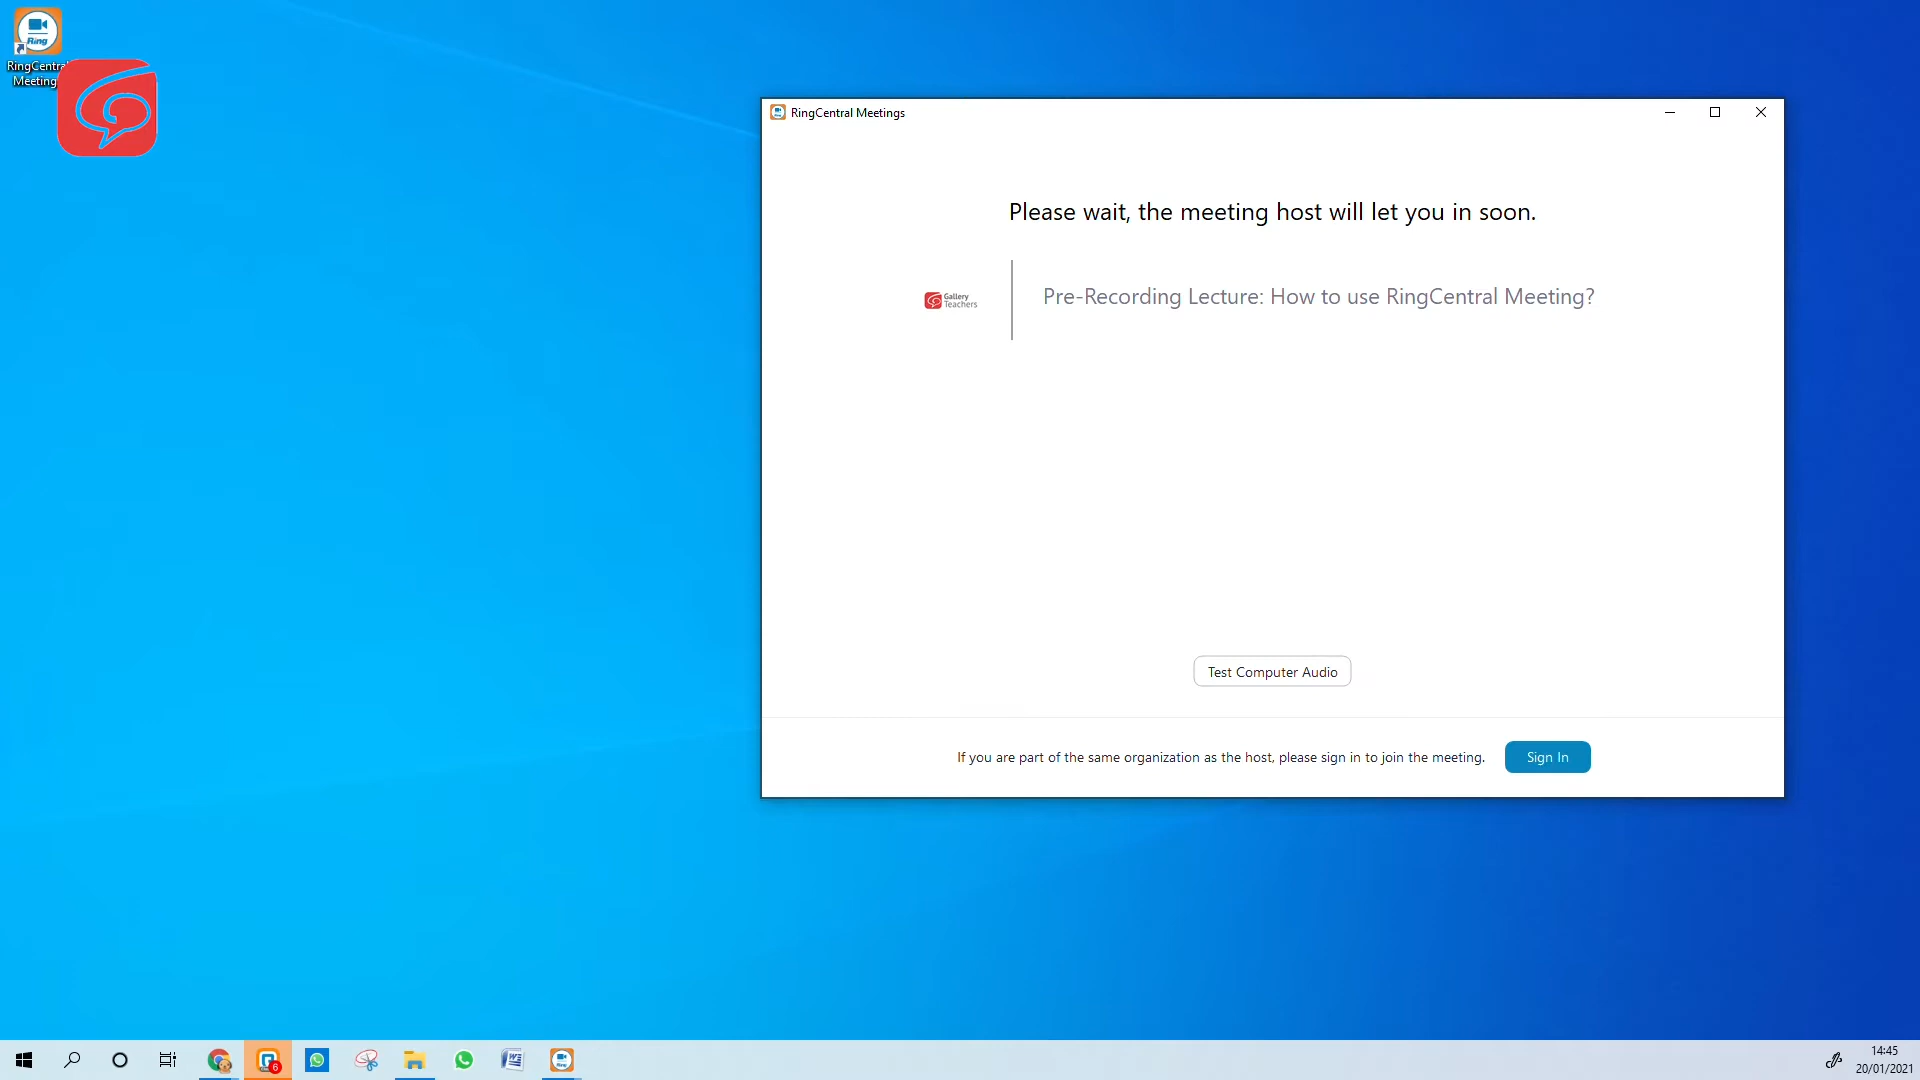 Ring
RingCentral
Meeting
RingCentral Meetings
Please wait, the meeting host will let you in soon.
Gallery
Teachers
Pre-Recording Lecture: How to use RingCentral Meeting?
Test Computer Audio
If you are part of the same organization as the host, please sign in to join the meeting.
Sign In
6
14:45
20/01/2021